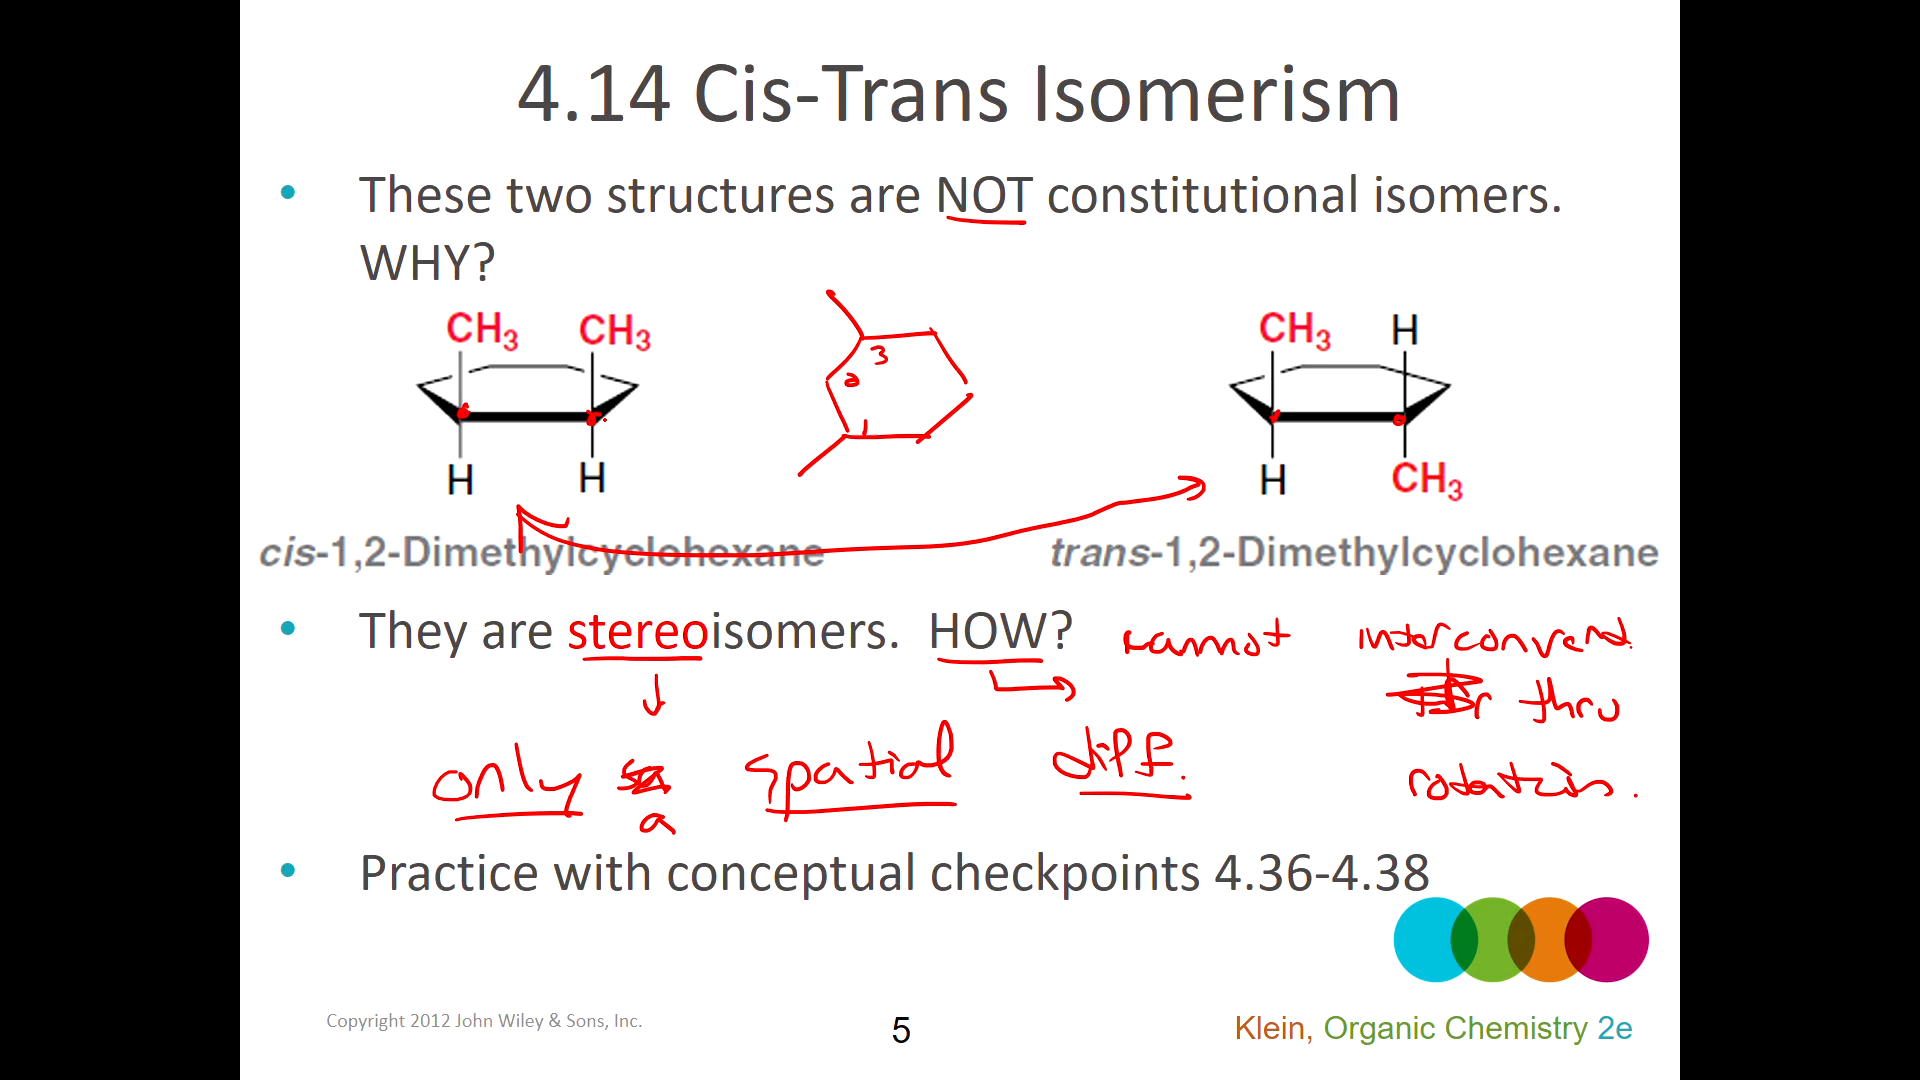 4.14 Cis-Trans Isomerism
• These two structures are NOT constitutional isomers.
WHY?
CH3 CH3
H H
cis-1,2-Dimethylcyclohexane
3
2
1
CH3 H
H CH3
trans-1,2-Dimethylcyclohexane
• They are stereoisomers. HOW?
cannot interconvert
thru
rotation.
only a spatial diff.
• Practice with conceptual checkpoints 4.36-4.38
Copyright 2012 John Wiley & Sons, Inc.
5
Klein, Organic Chemistry 2e